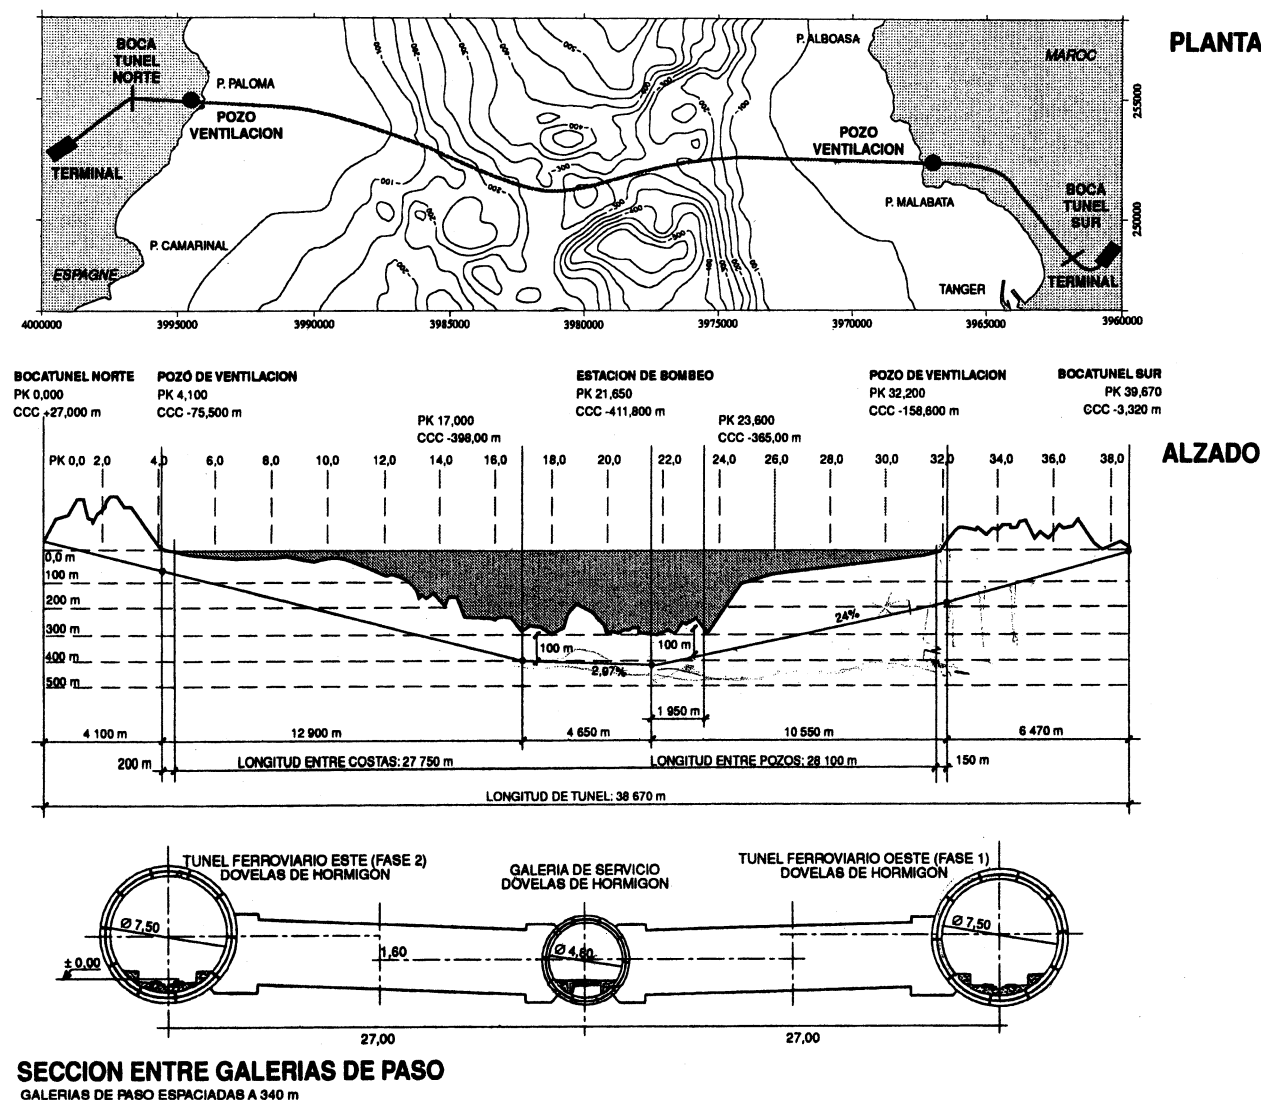 PLANTA
P. ALBOASA
MAROC
BOCA
TUNEL
NORTE
P. PALOMA
POZO
VENTILACION
TERMINAL
POZO
VENTILACION
BOCA
TUNEL
SUR
P. MALABATA
P. CAMARINAL
ESPAGNE
TANGER
TERMINAL
255000
250000
4000000 3995000 3990000 3985000 3980000 3975000 3970000 3965000 3960000
BOCATUNEL NORTE
PK 0,000
CCC +27,000 m
POZO DE VENTILACION
PK 4,100
CCC -75,500 m
PK 17,000
CCC -398,00 m
ESTACION DE BOMBEO
PK 21,650
CCC -411,800 m
PK 23,600
CCC -365,00 m
POZO DE VENTILACION
PK 32,200
CCC -158,600 m
BOCATUNEL SUR
PK 39,670
CCC -3,320 m
ALZADO
PK 0,0 2,0 4,0 6,0 8,0 10,0 12,0 14,0 16,0 18,0 20,0 22,0 24,0 26,0 28,0 30,0 32,0 34,0 36,0 38,0
0,0 m
100 m
200 m
300 m
400 m
500 m
100 m
100 m
2,97%
24%
1 950 m
4 100 m 12 900 m 4 650 m 10 550 m 6 470 m
200 m LONGITUD ENTRE COSTAS: 27 750 m LONGITUD ENTRE POZOS: 28 100 m 150 m
LONGITUD DE TUNEL: 38 670 m
TUNEL FERROVIARIO ESTE (FASE 2)
DOVELAS DE HORMIGON
GALERIA DE SERVICIO
DOVELAS DE HORMIGON
TUNEL FERROVIARIO OESTE (FASE 1)
DOVELAS DE HORMIGON
Ø 7,50
Ø 4,80
Ø 7,50
1,60
± 0,00
27,00 27,00
SECCION ENTRE GALERIAS DE PASO
GALERIAS DE PASO ESPACIADAS A 340 m